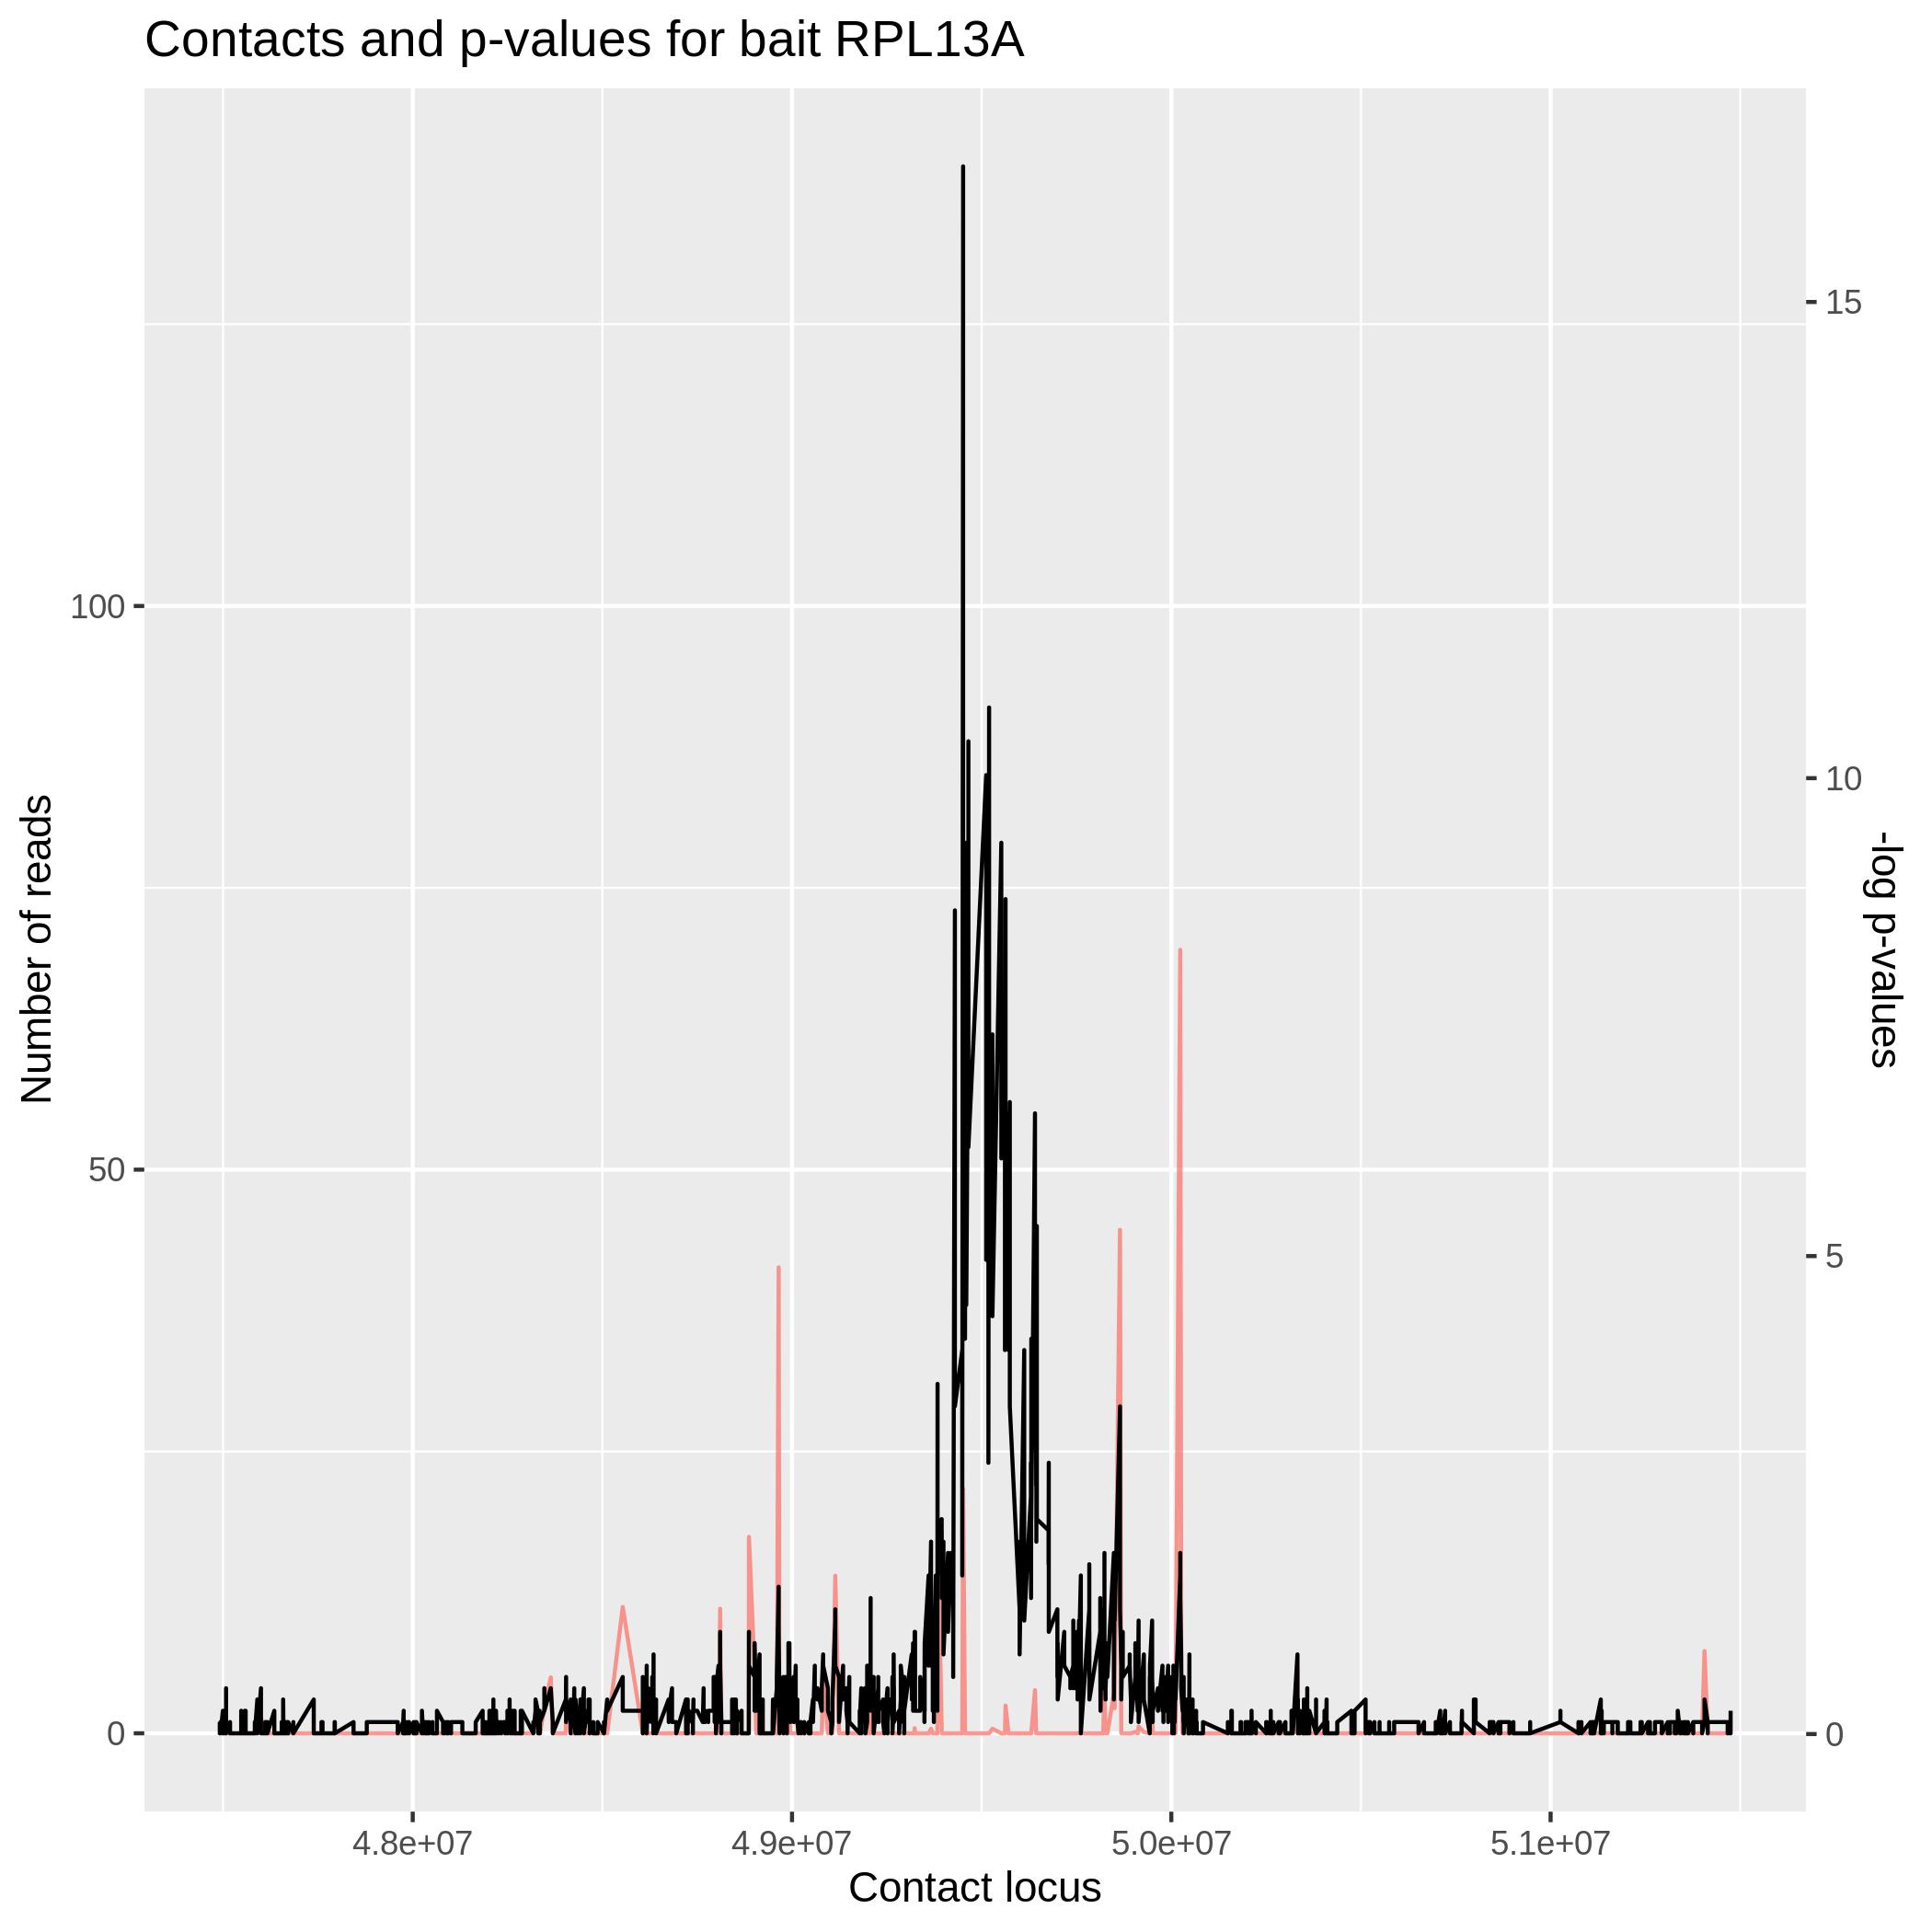 Contacts and p-values for bait RPL13A
Number of reads
100
50
0
15
10
5
0
-log p-values
4.8e+07
4.9e+07
5.0e+07
5.1e+07
Contact locus